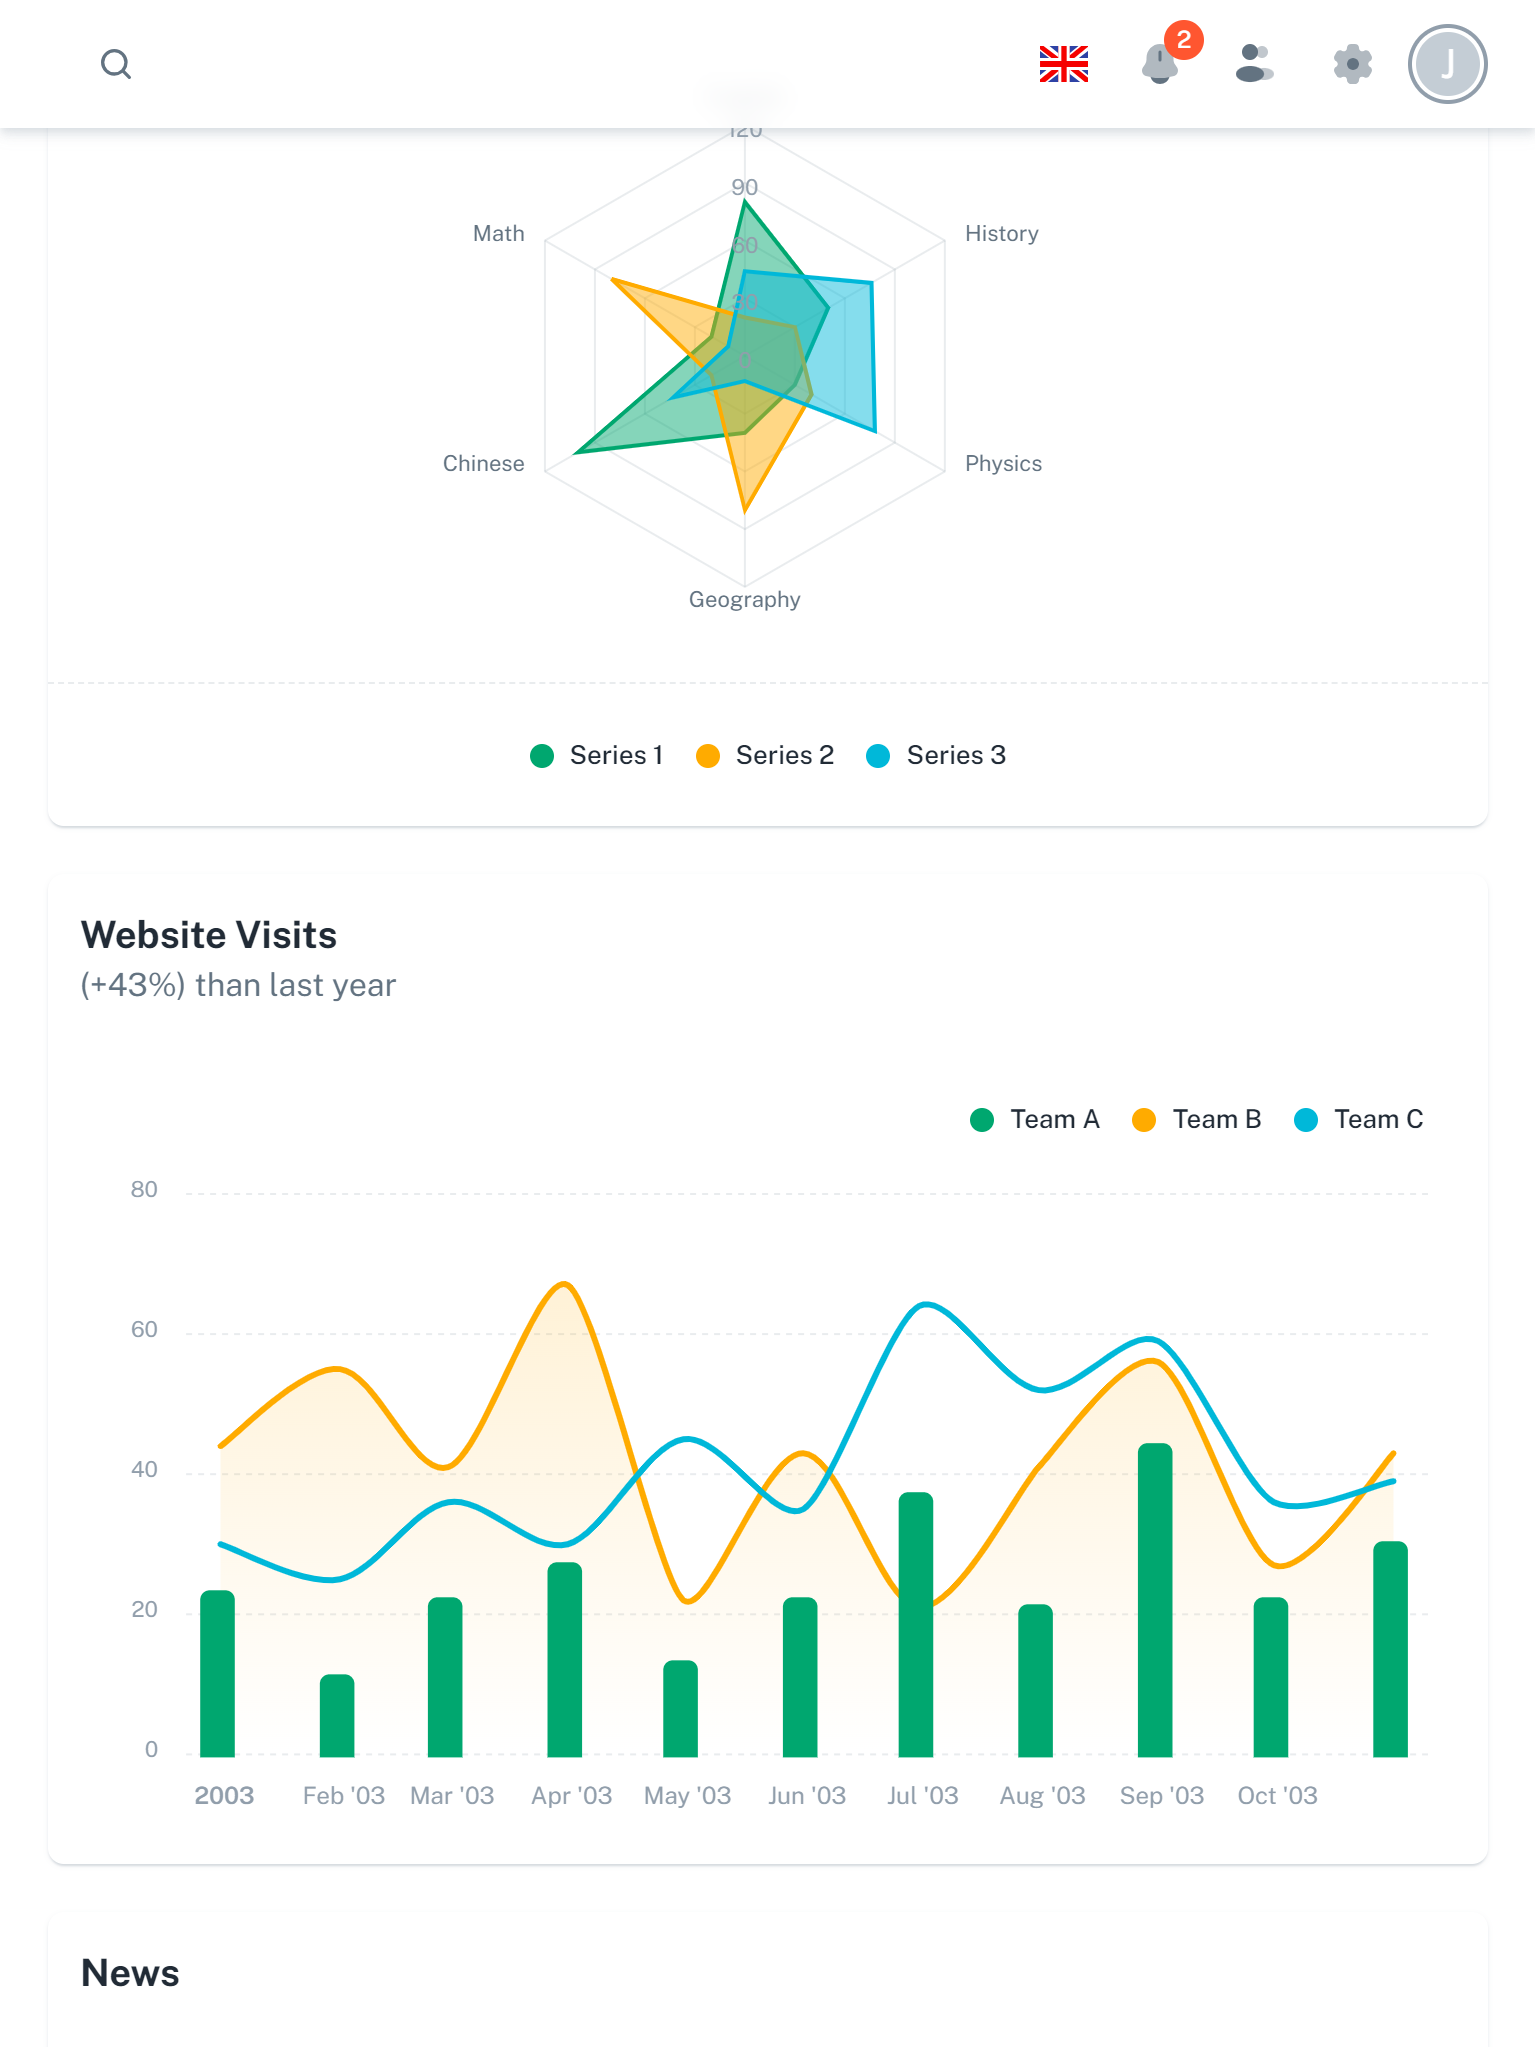 2
J
120
90
Math
History
60
30
0
Chinese
Physics
Geography
Series 1 Series 2 Series 3
Website Visits
(+43%) than last year
Team A Team B Team C
80
60
40
20
0
2003 Feb '03 Mar '03 Apr '03 May '03 Jun '03 Jul '03 Aug '03 Sep '03 Oct '03
News